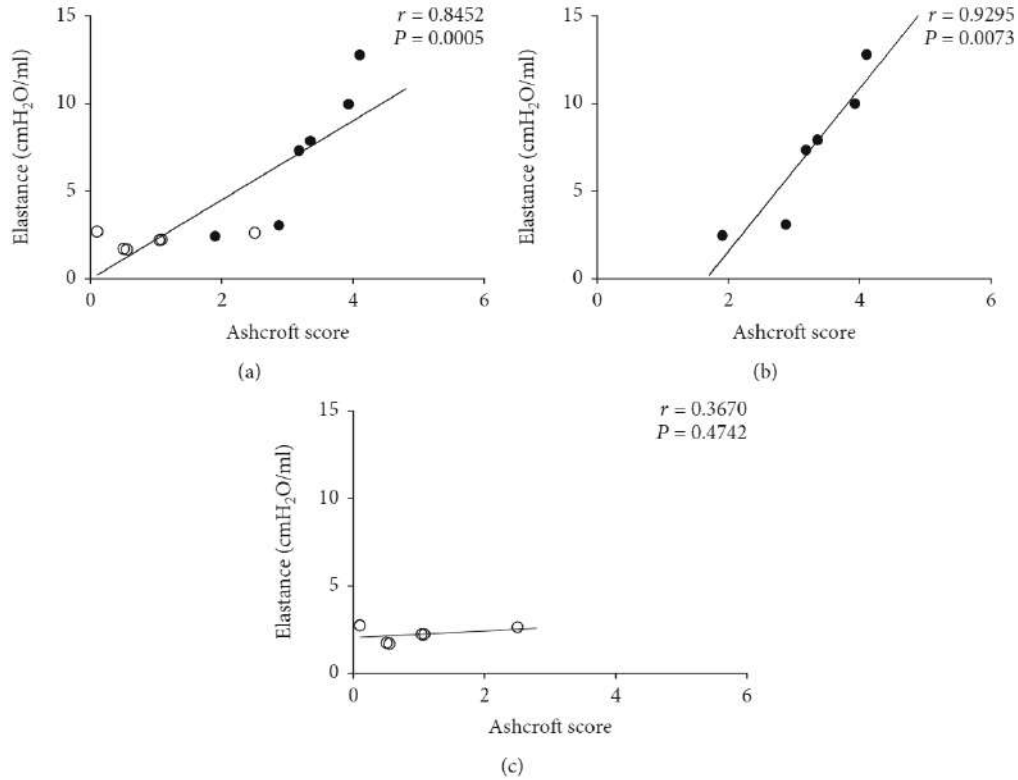 r = 0.8452
P = 0.0005
Elastance (cmH₂O/ml)
15
10
5
0
0 2 4 6
Ashcroft score
(a)
r = 0.9295
P = 0.0073
Elastance (cmH₂O/ml)
15
10
5
0
0 2 4 6
Ashcroft score
(b)
r = 0.3670
P = 0.4742
Elastance (cmH₂O/ml)
15
10
5
0
0 2 4 6
Ashcroft score
(c)